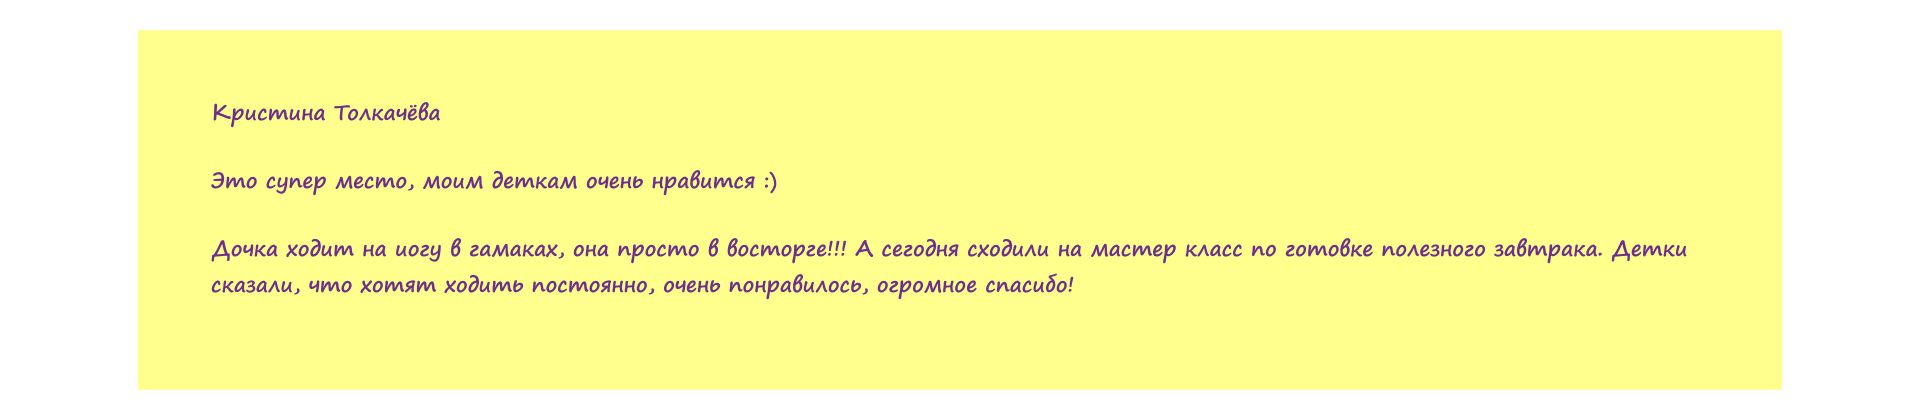 Кристина Толкачёва
Это супер место, моим деткам очень нравится :)
Дочка ходит на иогу в гамаках, она просто в восторге!!! А сегодня сходили на мастер класс по готовке полезного завтрака. Детки
сказали, что хотят ходить постоянно, очень понравилось, огромное спасибо!